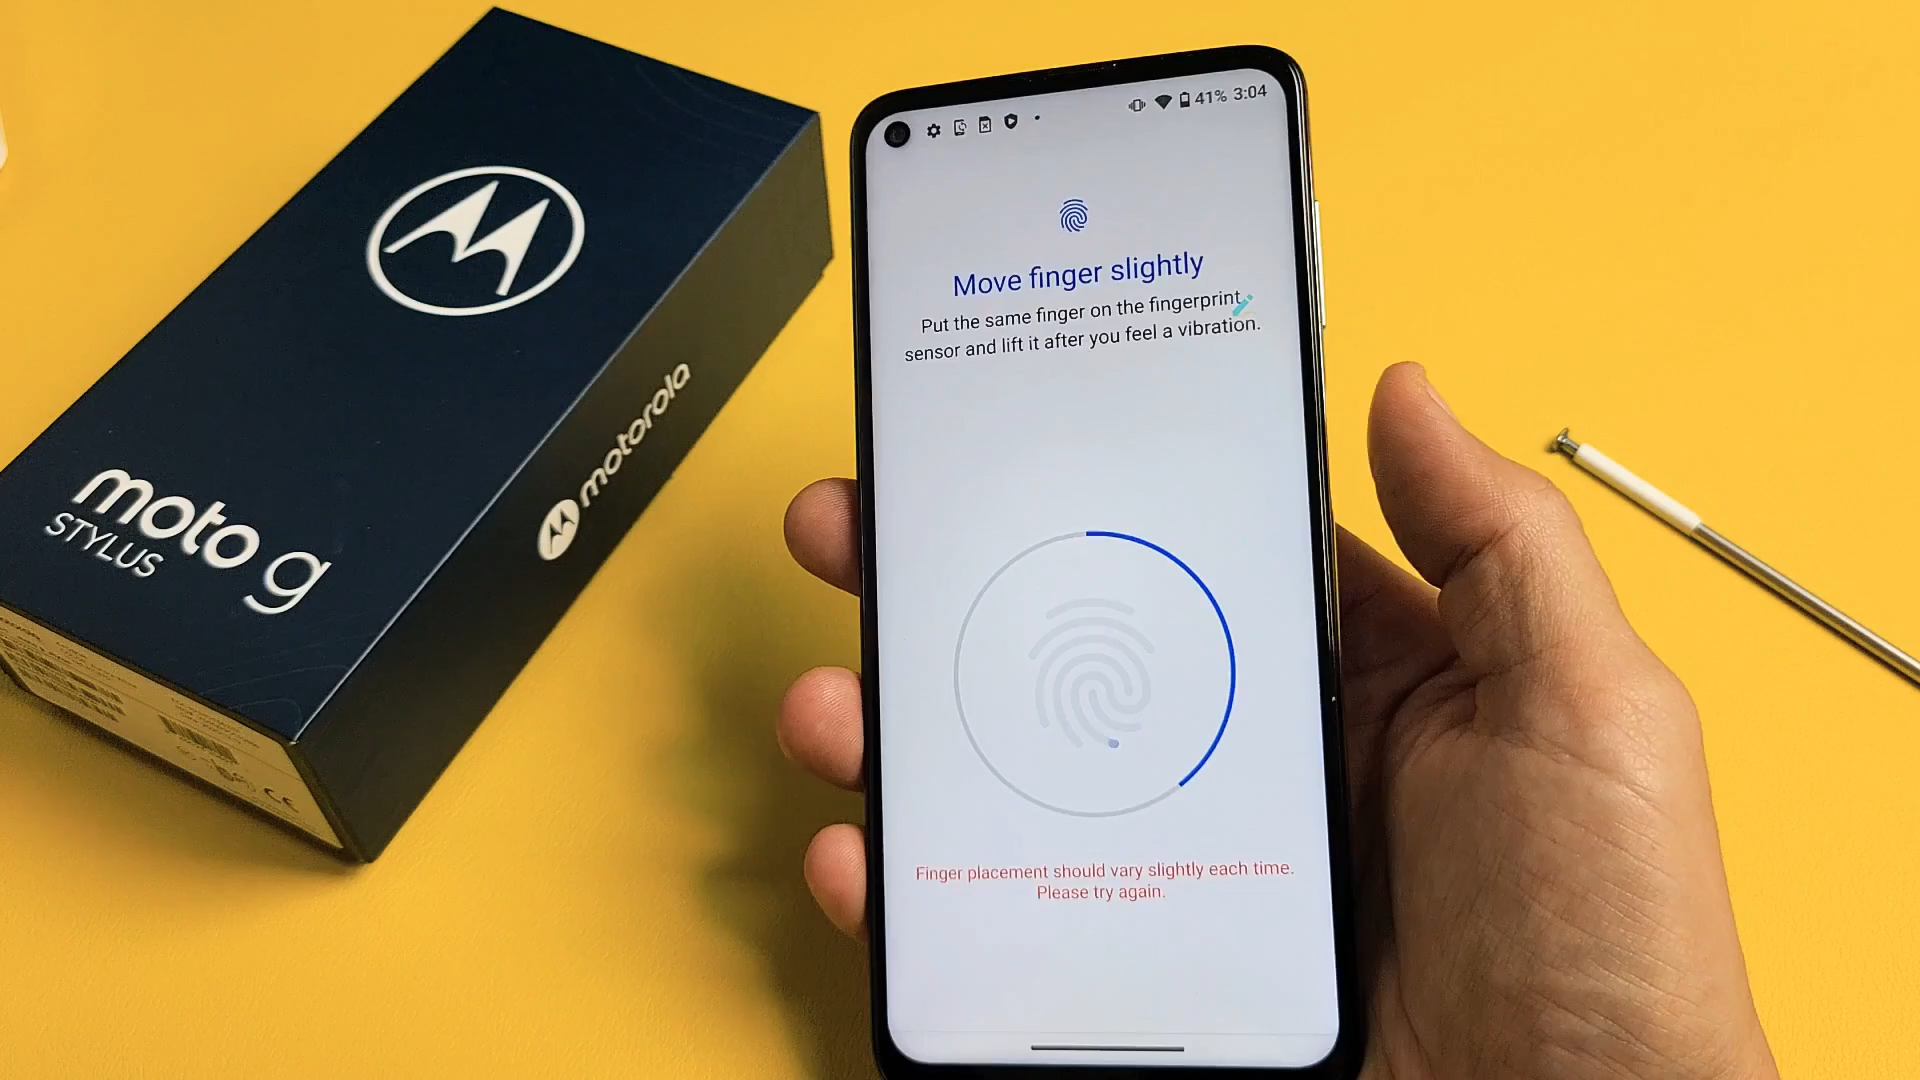 moto g
STYLUS
motorola
CE
41% 3:04
Move finger slightly
Put the same finger on the fingerprint
sensor and lift it after you feel a vibration.
Finger placement should vary slightly each time.
Please try again.